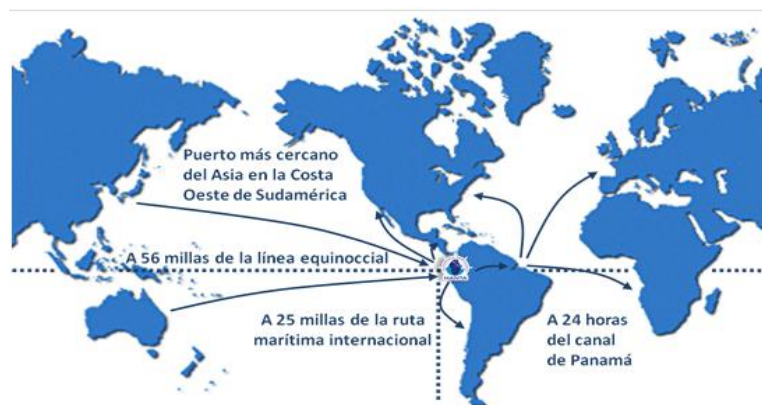 Puerto más cercano
del Asia en la Costa
Oeste de Sudamérica
A 56 millas de la línea equinoccial
MANTA
A 25 millas de la ruta
marítima internacional
A 24 horas
del canal
de Panamá